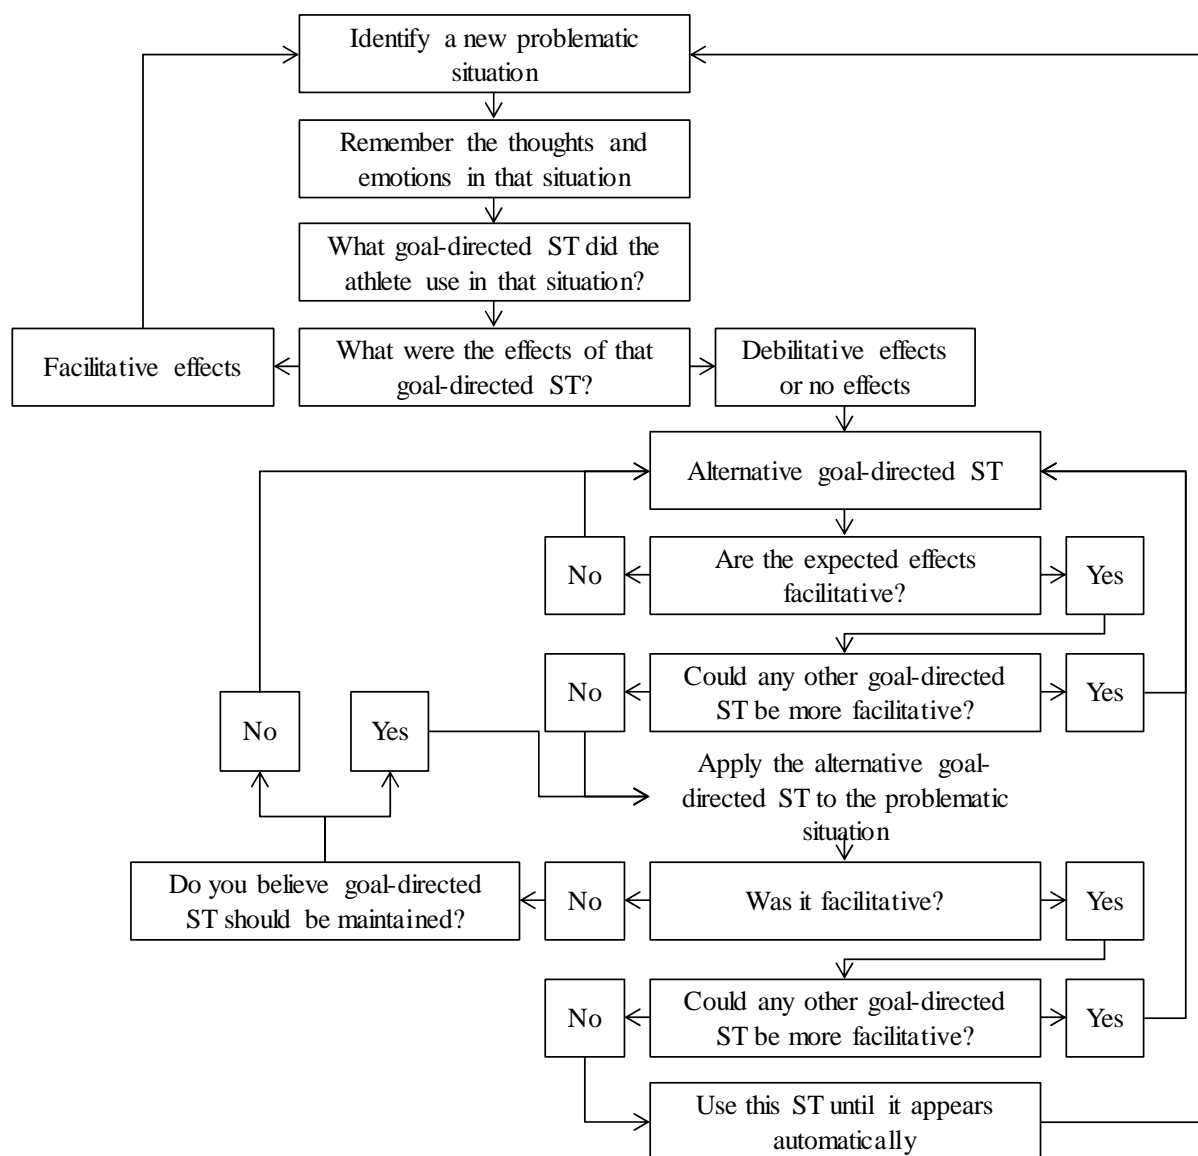 Identify a new problematic
situation
Remember the thoughts and
emotions in that situation
What goal-directed ST did the
athlete use in that situation?
Facilitative effects
What were the effects of that
goal-directed ST?
Debilitative effects
or no effects
Alternative goal-directed ST
No
Are the expected effects
facilitative?
Yes
No
Could any other goal-directed
ST be more facilitative?
Yes
No
Yes
Apply the alternative goal-
directed ST to the problematic
situation
Do you believe goal-directed
ST should be maintained?
No
Was it facilitative?
Yes
No
Could any other goal-directed
ST be more facilitative?
Yes
Use this ST until it appears
automatically